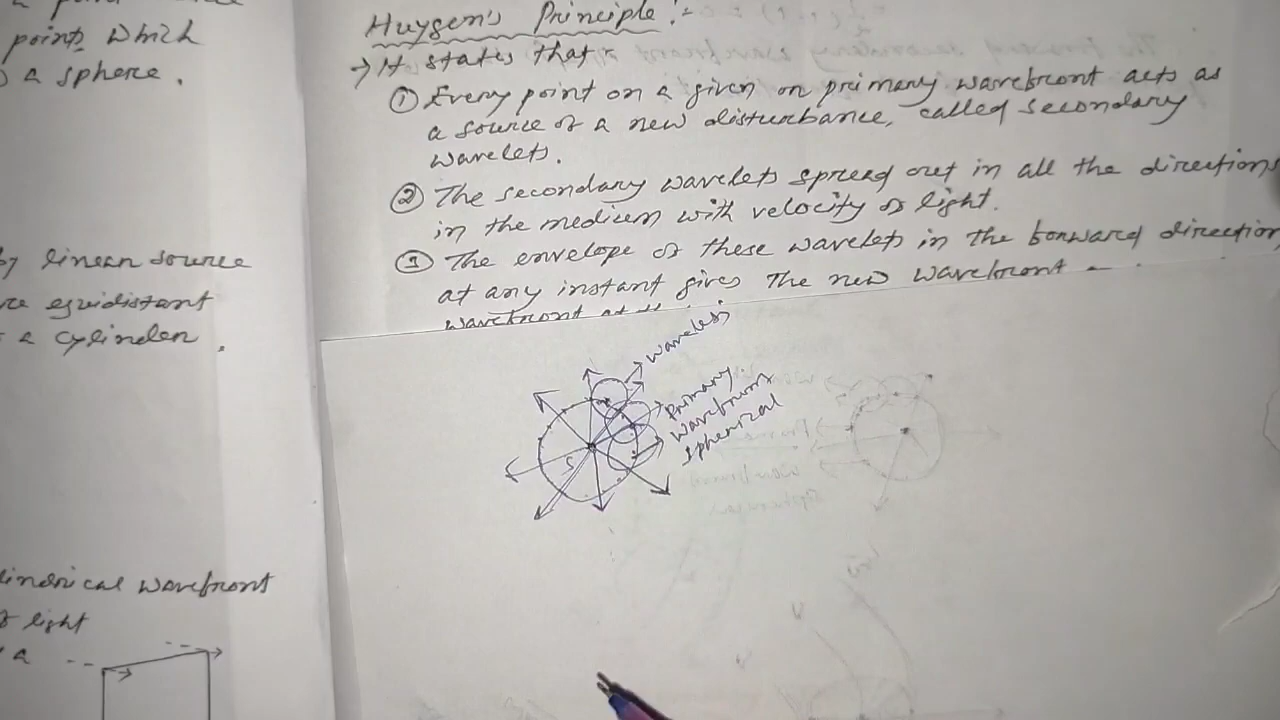 point, which
a sphere.
linear source
equidistant
a cylinder.
cylindrical wavefront
light
a
Huygen's Principle :-
→ It states that
① Every point on a given on primary wavefront acts as
a source of a new disturbance, called secondary
wavelets.
② The secondary wavelets spread out in all the directions
in the medium with velocity of light.
③ The envelope of these wavelets in the forward direction
at any instant gives The new wavefront
wavefront at
wavelets
Primary
wavefront
spherical
S